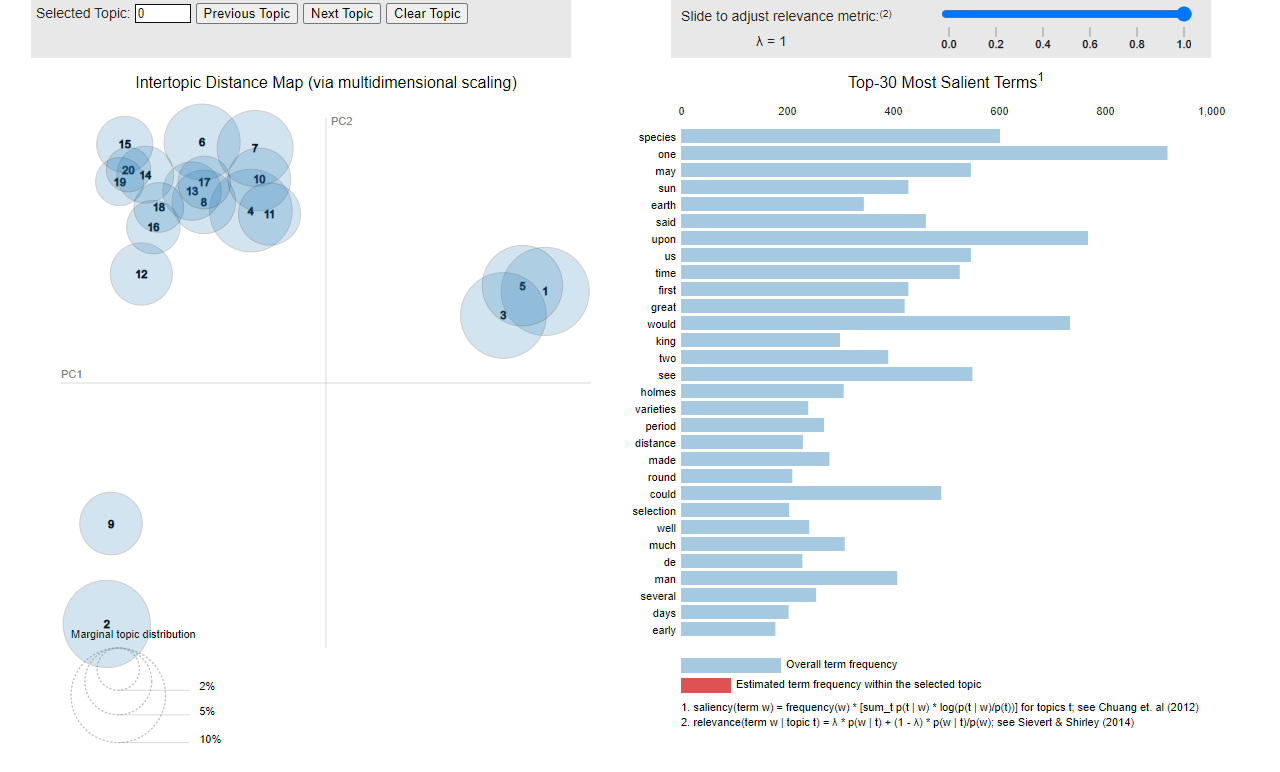 Selected Topic: 0 Previous Topic Next Topic Clear Topic
Slide to adjust relevance metric:(2)
λ = 1
0.0 0.2 0.4 0.6 0.8 1.0
Intertopic Distance Map (via multidimensional scaling)
PC2
PC1
15
6
7
20
19
14
17
13
8
10
4
11
18
16
12
5
1
3
9
2
Marginal topic distribution
2%
5%
10%
Top-30 Most Salient Terms1
0 200 400 600 800 1,000
species
one
may
sun
earth
said
upon
us
time
first
great
would
king
two
see
holmes
varieties
period
distance
made
round
could
selection
well
much
de
man
several
days
early
Overall term frequency
Estimated term frequency within the selected topic
1. saliency(term w) = frequency(w) * [sum_t p(t | w) * log(p(t | w)/p(t))] for topics t; see Chuang et. al (2012)
2. relevance(term w | topic t) = λ * p(w | t) + (1 - λ) * p(w | t)/p(w); see Sievert & Shirley (2014)